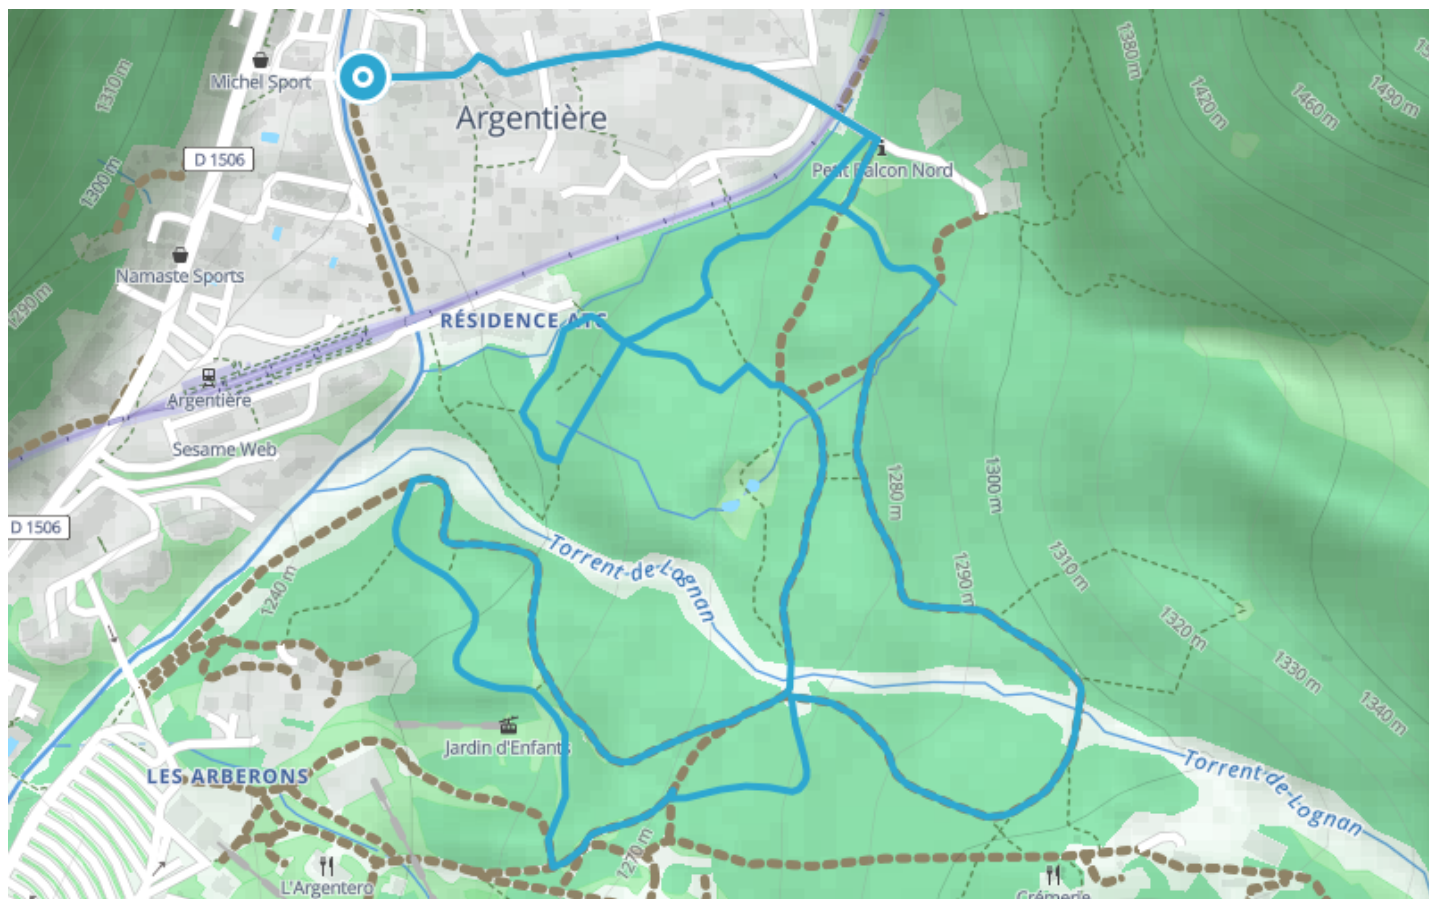 1310 m
Michel Sport
Argentière
1380 m
1420 m
1460 m
1490 m
D 1506
1300 m
Petit Balcon Nord
Namaste Sports
1290 m
RÉSIDENCE
Argentière
Sesame Web
D 1506
1280 m
1300 m
1240 m
Torrent-de-Lognan
1290 m
1310 m
1320 m
1330 m
1340 m
Jardin d'Enfants
LES ARBERONS
Torrent-de-Lognan
1270 m
L'Argentero
Crémerie